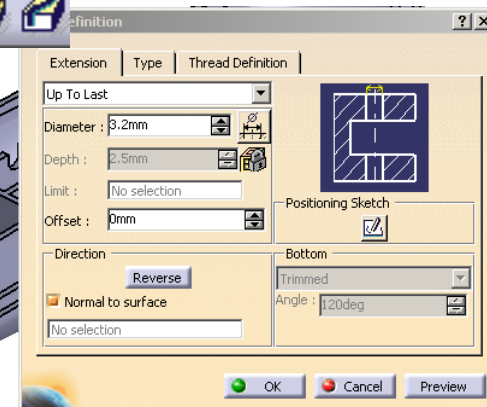 efinition
Extension Type Thread Definition
Up To Last
Diameter : 3.2mm
Depth : 2.5mm
Limit : No selection
Offset : 0mm
Positioning Sketch
Direction
Reverse
Normal to surface
No selection
Bottom
Trimmed
Angle : 120deg
OK Cancel Preview